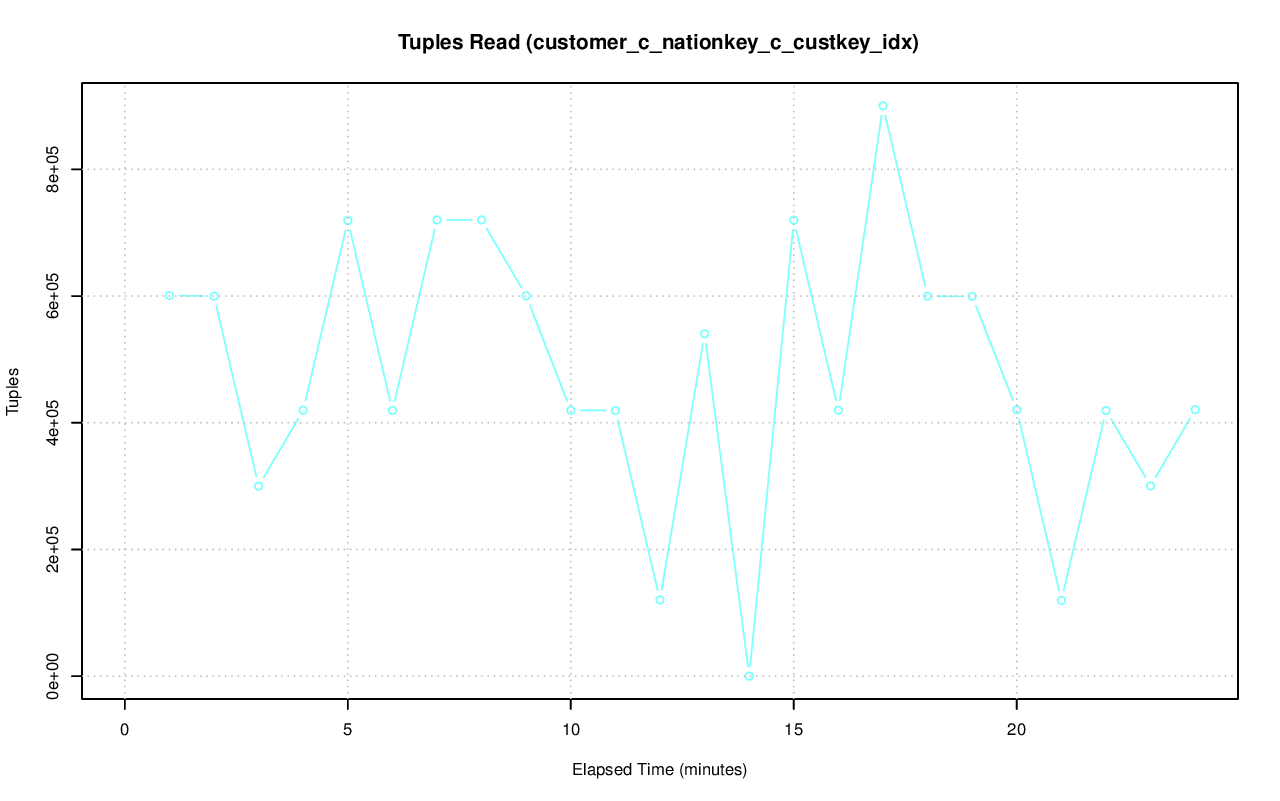 Tuples Read (customer_c_nationkey_c_custkey_idx)
Tuples
8e+05
6e+05
4e+05
2e+05
0e+00
0 5 10 15 20
Elapsed Time (minutes)